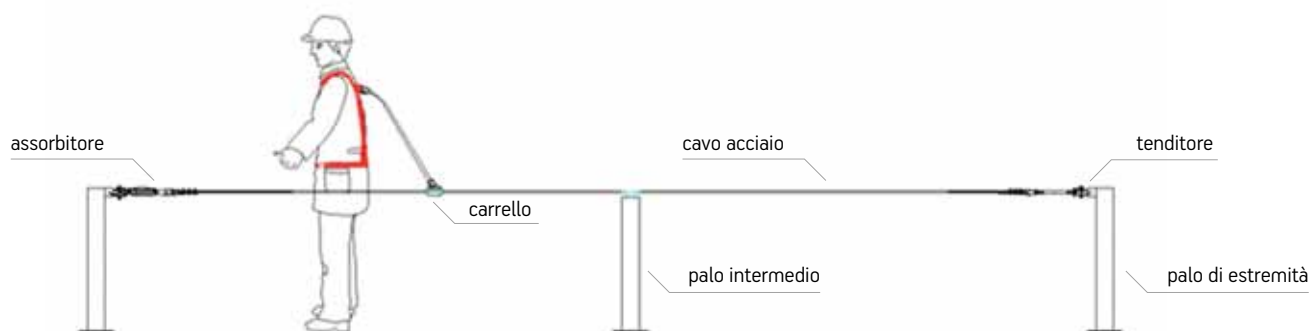 assorbitore
cavo acciaio
tenditore
carrello
palo intermedio
palo di estremità